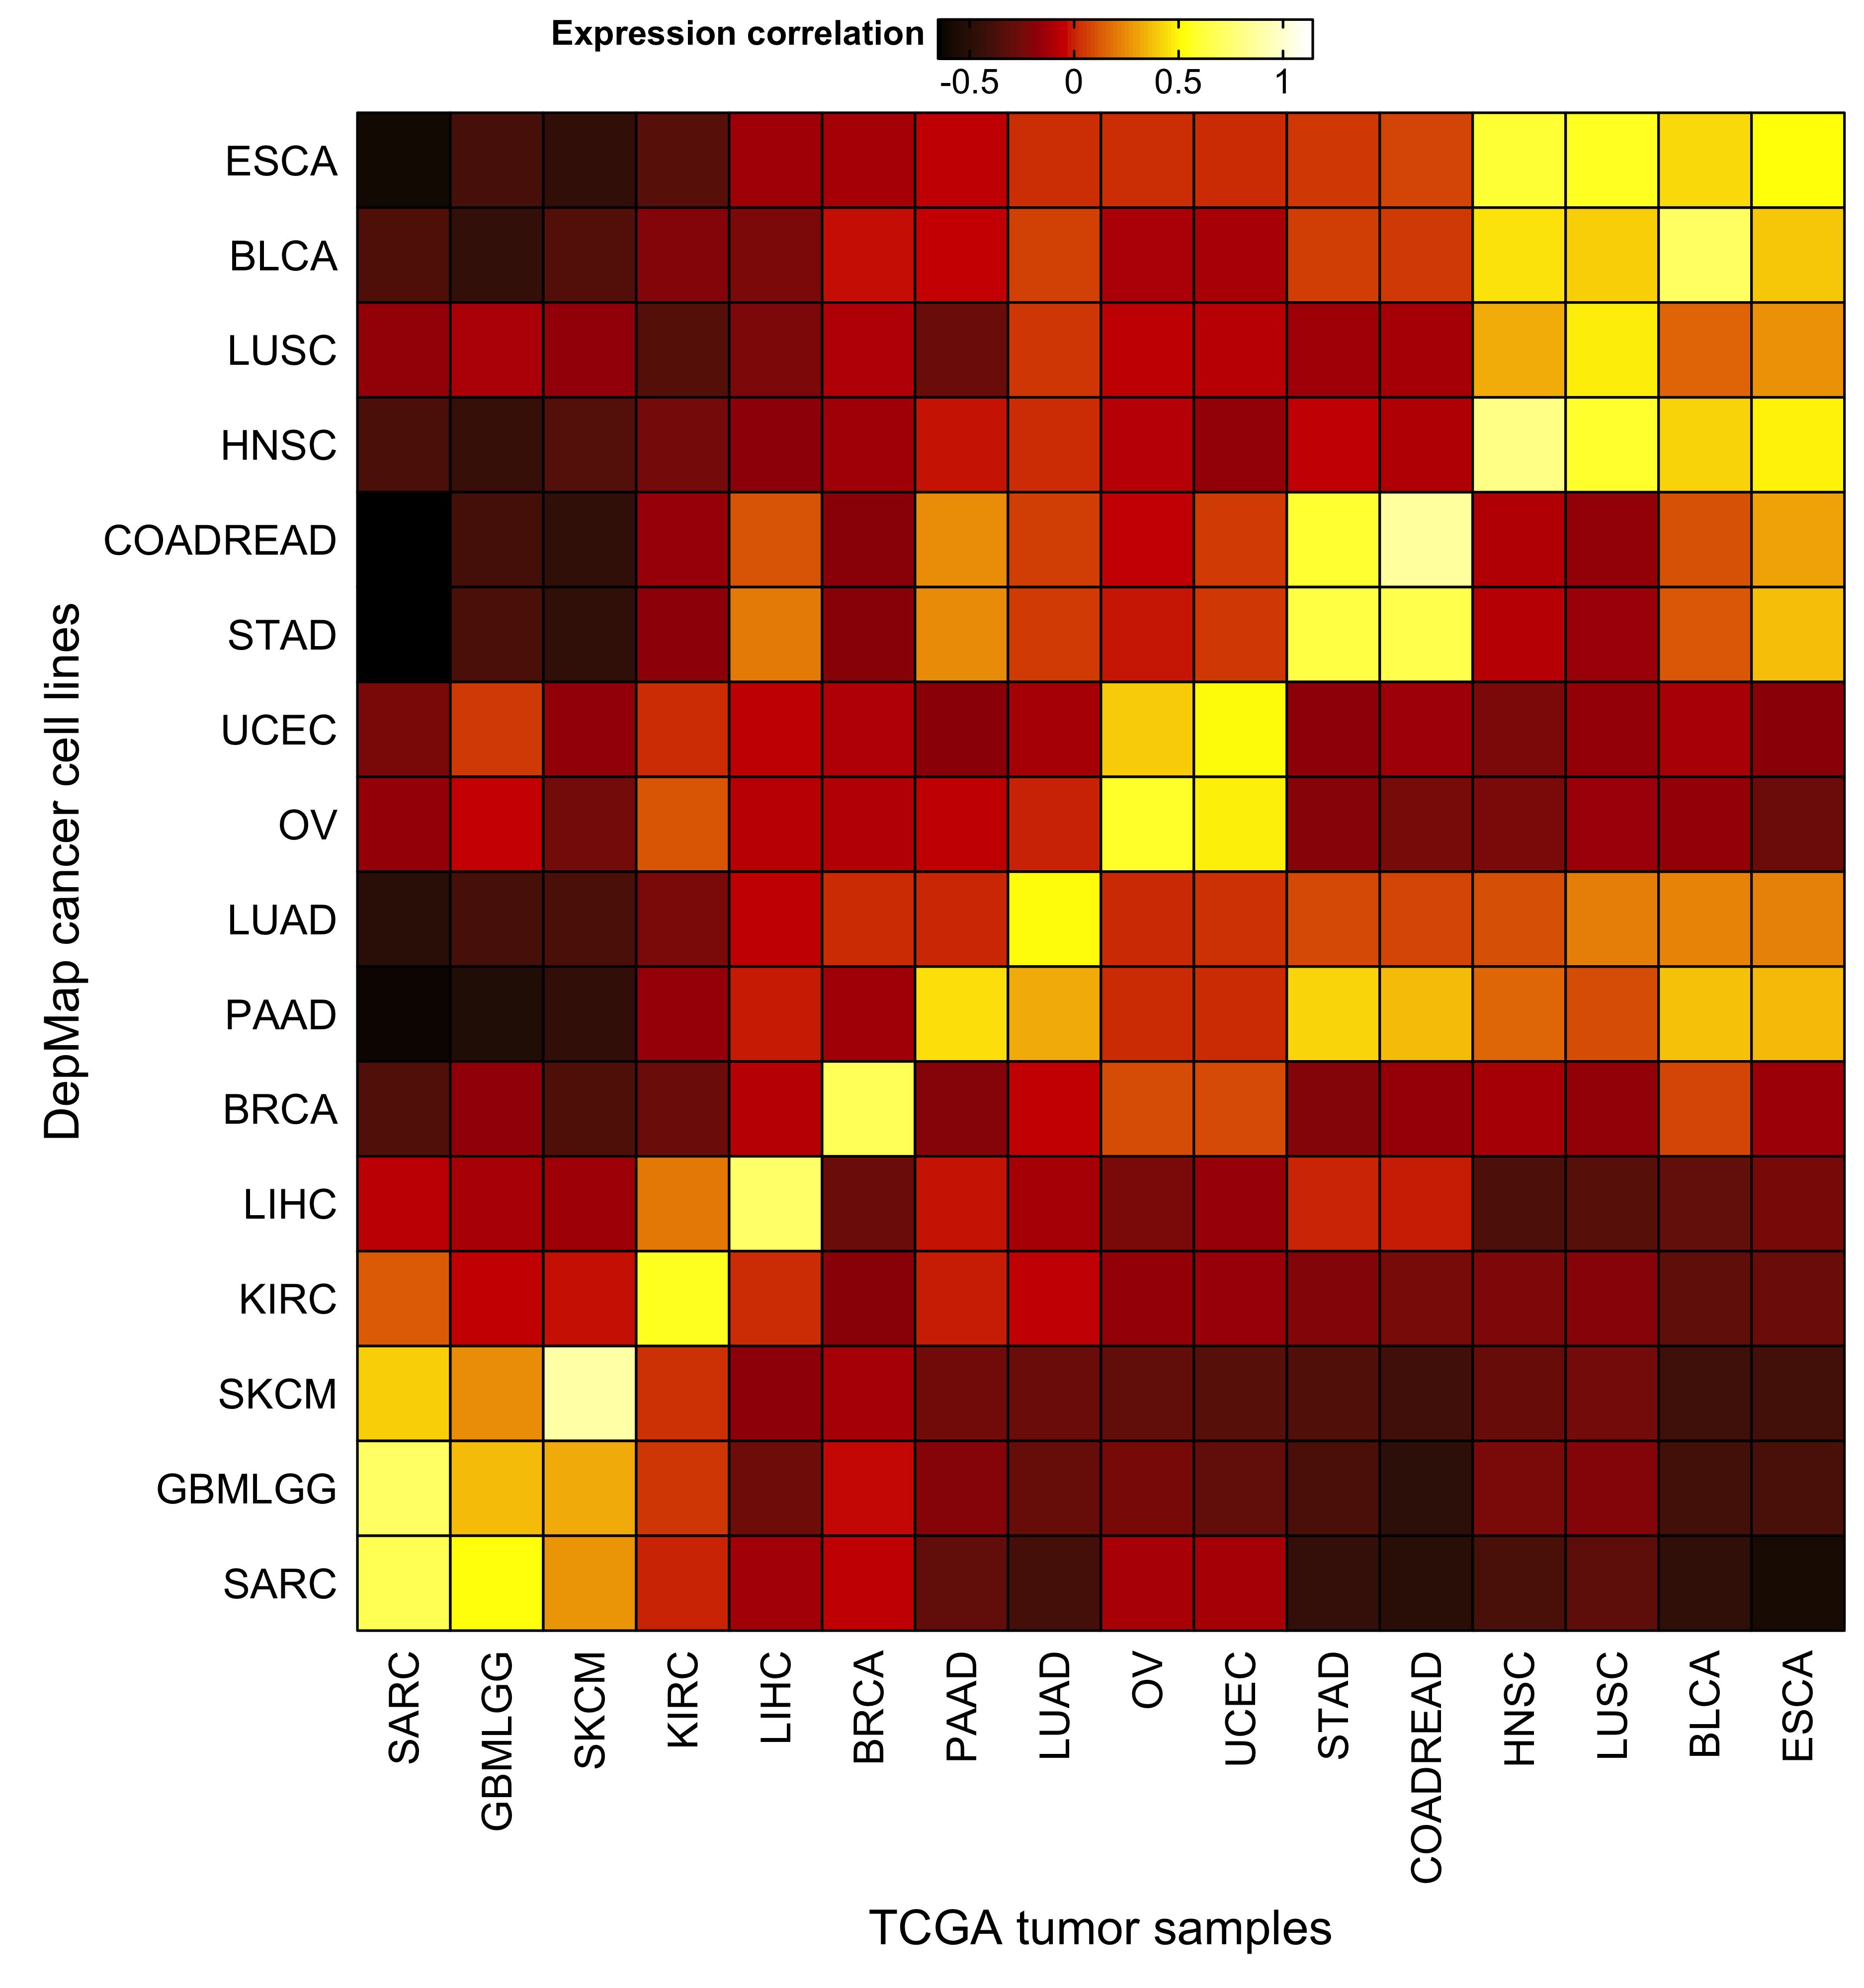 Expression correlation
-0.5 0 0.5 1
ESCA
BLCA
LUSC
HNSC
COADREAD
STAD
UCEC
OV
LUAD
PAAD
BRCA
LIHC
KIRC
SKCM
GBMLGG
SARC
DepMap cancer cell lines
SARC
GBMLGG
SKCM
KIRC
LIHC
BRCA
PAAD
LUAD
OV
UCEC
STAD
COADREAD
HNSC
LUSC
BLCA
ESCA
TCGA tumor samples